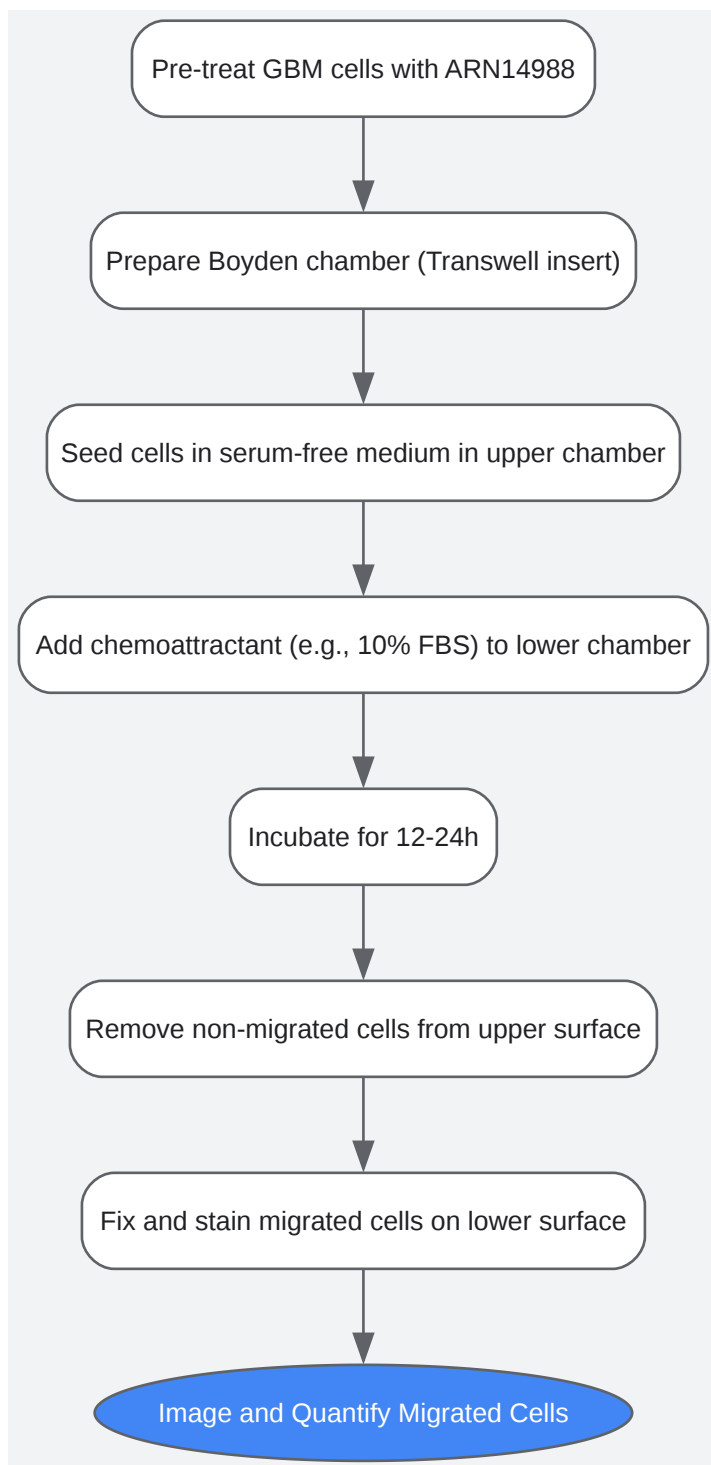 Pre-treat GBM cells with ARN14988
Prepare Boyden chamber (Transwell insert)
Seed cells in serum-free medium in upper chamber
Add chemoattractant (e.g., 10% FBS) to lower chamber
Incubate for 12-24h
Remove non-migrated cells from upper surface
Fix and stain migrated cells on lower surface
Image and Quantify Migrated Cells